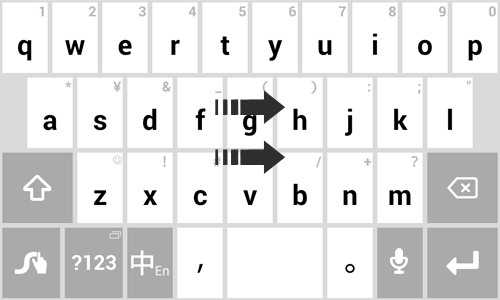 1 2 3 4 5 6 7 8 9 0
q w e r t y u i o p
* ¥ & _ ( ) : ; "
a s d f g h j k l
! / + ?
z x c v b n m
?123 中En , 。